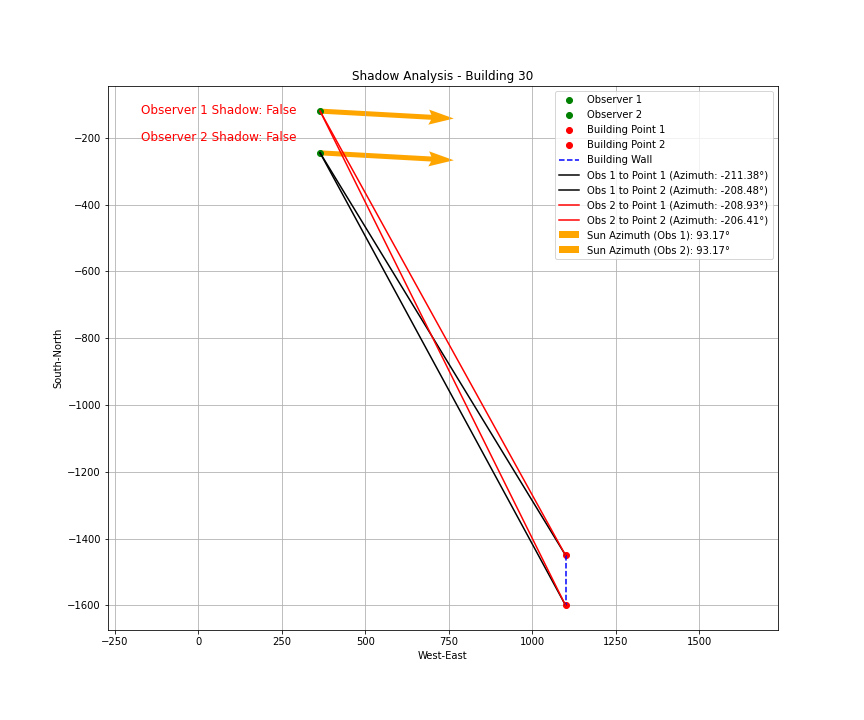 Shadow Analysis - Building 30
Observer 1 Shadow: False
Observer 2 Shadow: False
Observer 1
Observer 2
Building Point 1
Building Point 2
Building Wall
Obs 1 to Point 1 (Azimuth: -211.38°)
Obs 1 to Point 2 (Azimuth: -208.48°)
Obs 2 to Point 1 (Azimuth: -208.93°)
Obs 2 to Point 2 (Azimuth: -206.41°)
Sun Azimuth (Obs 1): 93.17°
Sun Azimuth (Obs 2): 93.17°
South-North
−200
−400
−600
−800
−1000
−1200
−1400
−1600
−250 0 250 500 750 1000 1250 1500
West-East